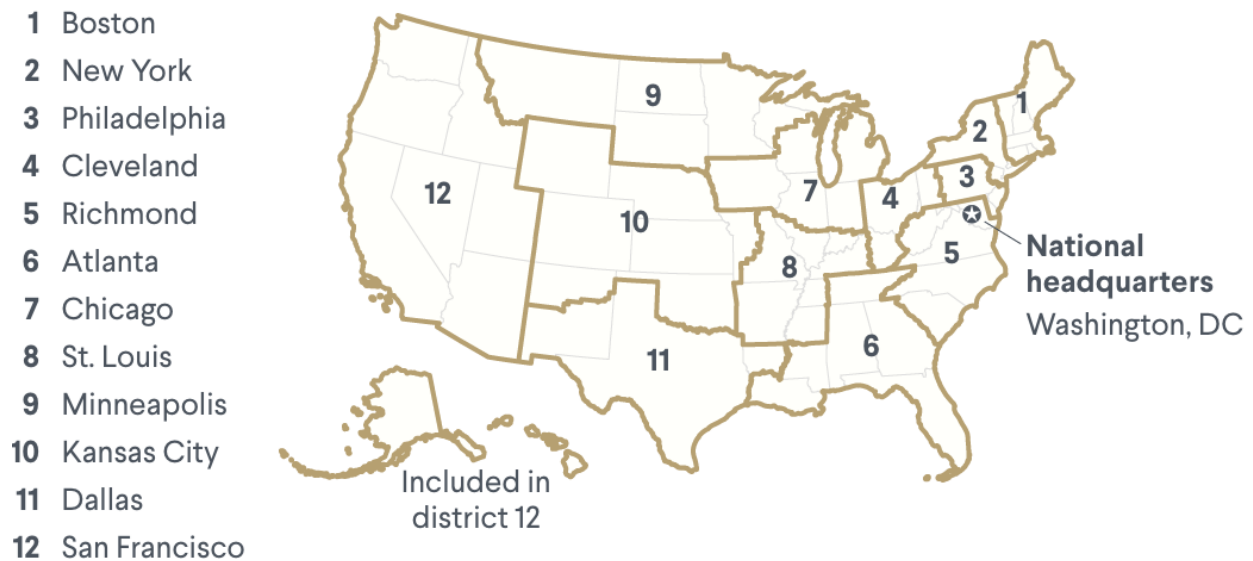 1 Boston
2 New York
3 Philadelphia
4 Cleveland
5 Richmond
6 Atlanta
7 Chicago
8 St. Louis
9 Minneapolis
10 Kansas City
11 Dallas
12 San Francisco
9
1
2
3
7
4
12
10
5
8
6
11
National
headquarters
Washington, DC
Included in
district 12